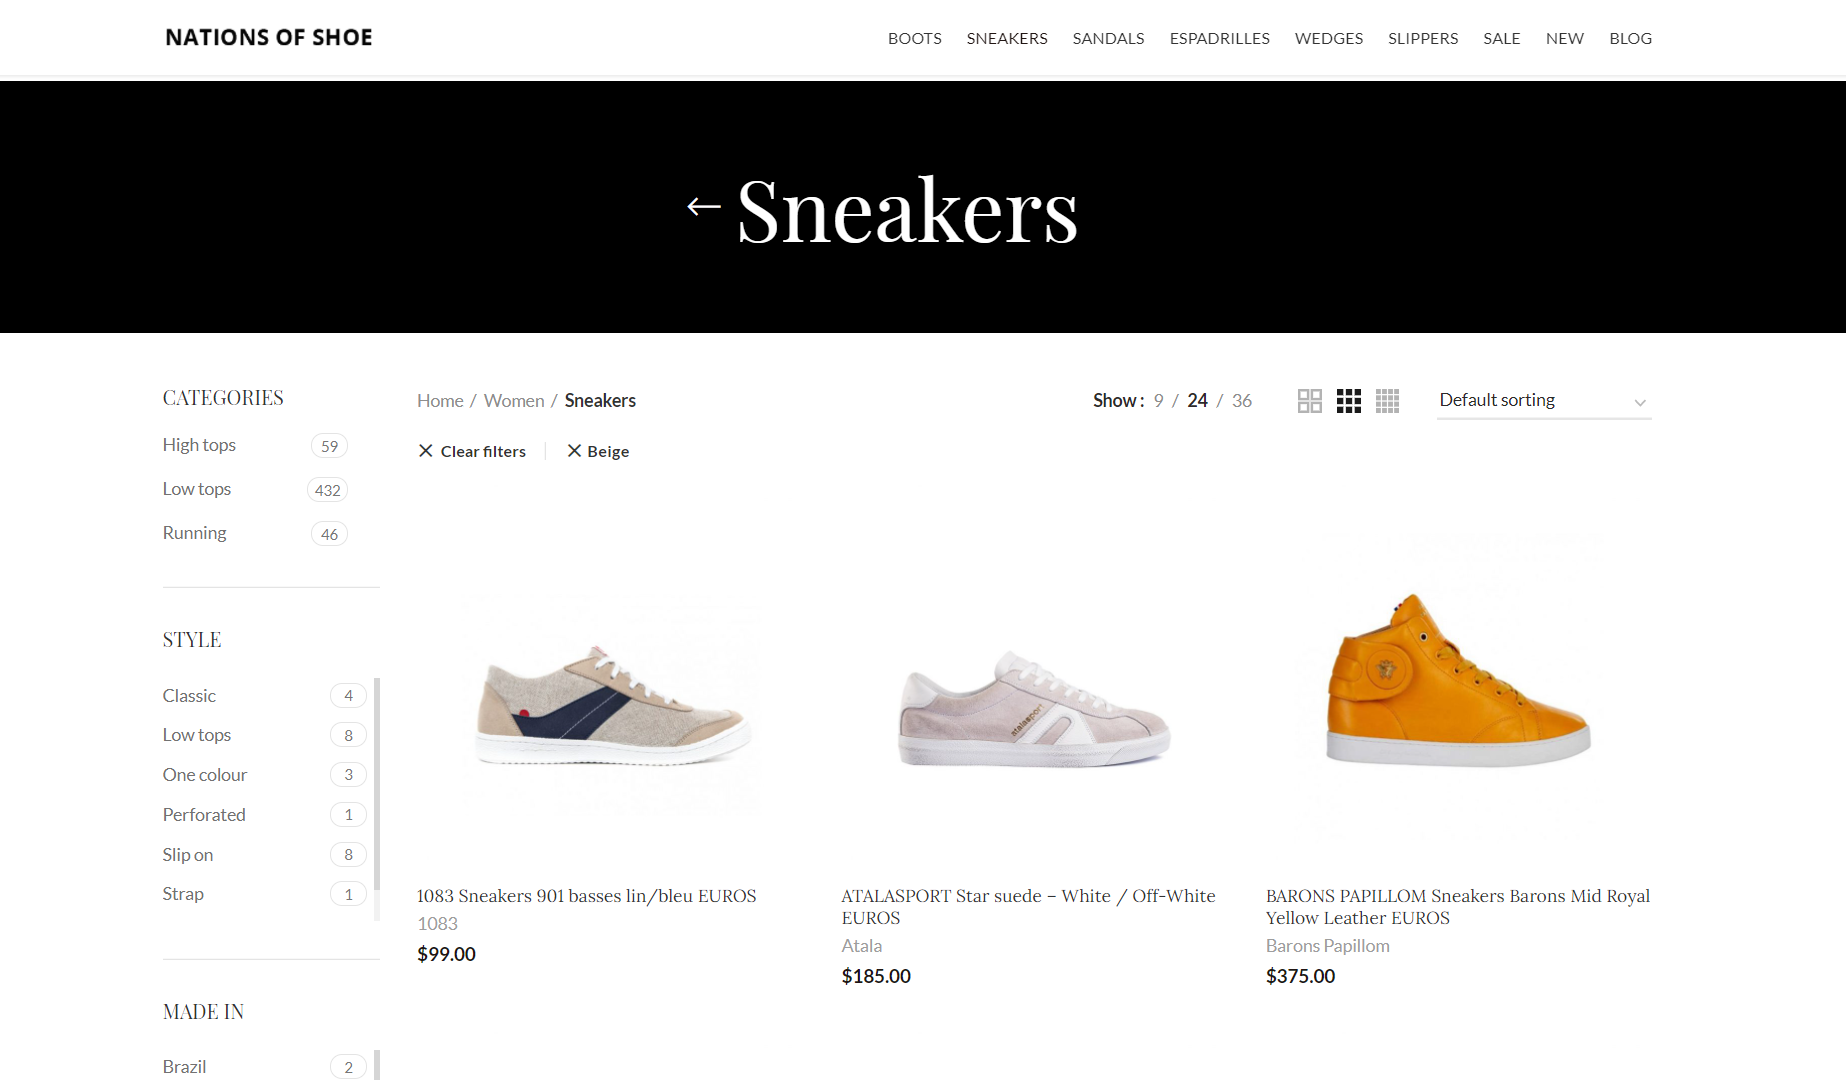 NATIONS OF SHOE
BOOTS SNEAKERS SANDALS ESPADRILLES WEDGES SLIPPERS SALE NEW BLOG
← Sneakers
CATEGORIES
High tops 59
Low tops 432
Running 46
STYLE
Classic 4
Low tops 8
One colour 3
Perforated 1
Slip on 8
Strap 1
MADE IN
Brazil 2
Home / Women / Sneakers
Show : 9 / 24 / 36
Default sorting
Clear filters
Beige
atalasport
1083 Sneakers 901 basses lin/bleu EUROS
1083
$99.00
ATALASPORT Star suede – White / Off-White
EUROS
Atala
$185.00
BARONS PAPILLOM Sneakers Barons Mid Royal
Yellow Leather EUROS
Barons Papillom
$375.00